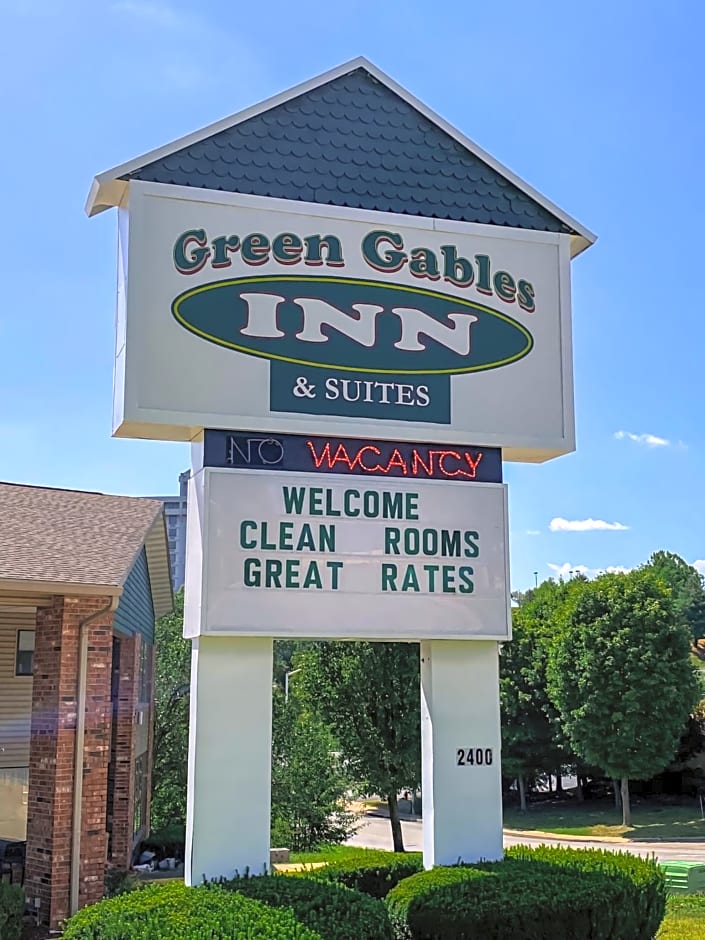 Green Gables
INN
& SUITES
NO VACANCY
WELCOME
CLEAN ROOMS
GREAT RATES
2400